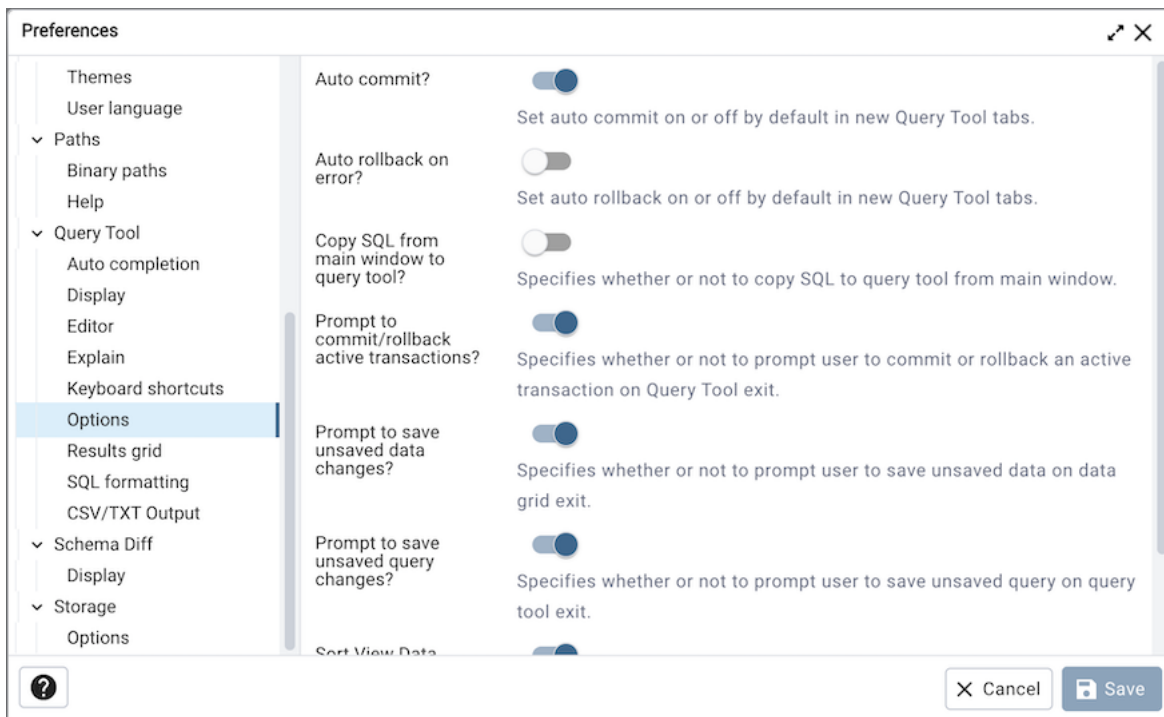 Preferences
Themes
User language
Paths
Binary paths
Help
Query Tool
Auto completion
Display
Editor
Explain
Keyboard shortcuts
Options
Results grid
SQL formatting
CSV/TXT Output
Schema Diff
Display
Storage
Options
Auto commit?
Set auto commit on or off by default in new Query Tool tabs.
Auto rollback on
error?
Set auto rollback on or off by default in new Query Tool tabs.
Copy SQL from
main window to
query tool?
Specifies whether or not to copy SQL to query tool from main window.
Prompt to
commit/rollback
active transactions?
Specifies whether or not to prompt user to commit or rollback an active
transaction on Query Tool exit.
Prompt to save
unsaved data
changes?
Specifies whether or not to prompt user to save unsaved data on data
grid exit.
Prompt to save
unsaved query
changes?
Specifies whether or not to prompt user to save unsaved query on query
tool exit.
Sort View Data
?
Cancel
Save